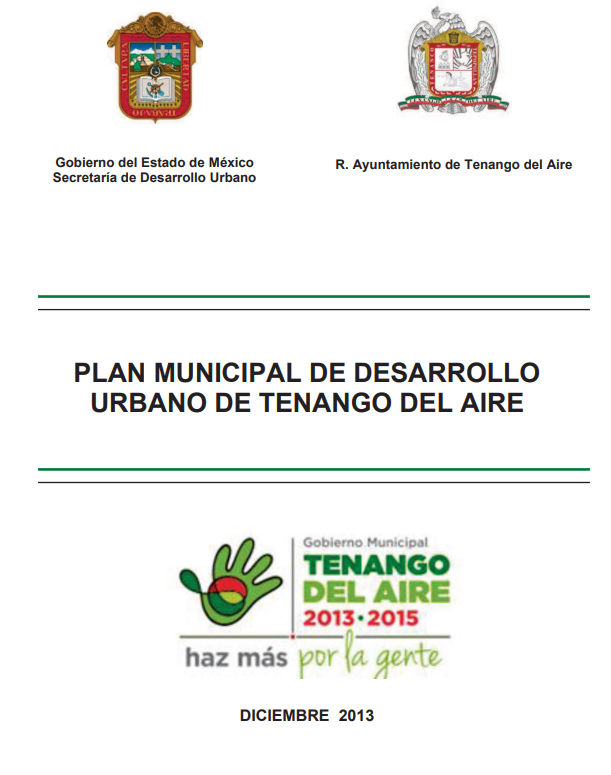 Gobierno del Estado de México
Secretaría de Desarrollo Urbano
R. Ayuntamiento de Tenango del Aire
PLAN MUNICIPAL DE DESARROLLO
URBANO DE TENANGO DEL AIRE
Gobierno Municipal
TENANGO
DEL AIRE
2013·2015
haz más por la gente
DICIEMBRE 2013